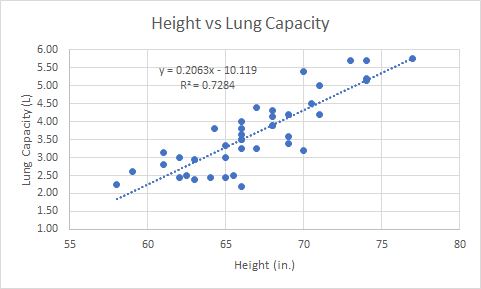 Height vs Lung Capacity
y = 0.2063x - 10.119
R² = 0.7284
Lung Capacity (L)
6.00
5.50
5.00
4.50
4.00
3.50
3.00
2.50
2.00
1.50
1.00
55 60 65 70 75 80
Height (in.)